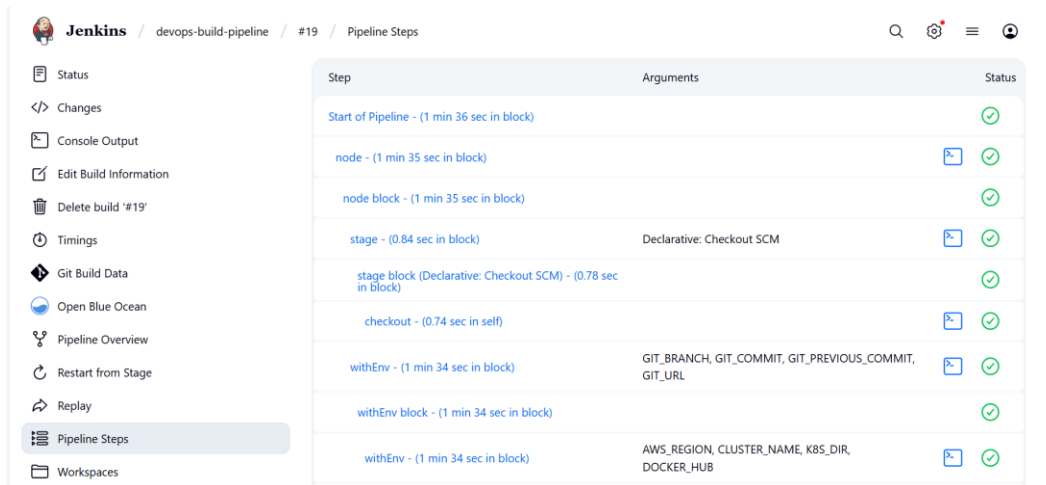 Jenkins / devops-build-pipeline / #19 / Pipeline Steps
Status
Changes
Console Output
Edit Build Information
Delete build '#19'
Timings
Git Build Data
Open Blue Ocean
Pipeline Overview
Restart from Stage
Replay
Pipeline Steps
Workspaces
Step Arguments Status
Start of Pipeline - (1 min 36 sec in block)
node - (1 min 35 sec in block)
node block - (1 min 35 sec in block)
stage - (0.84 sec in block) Declarative: Checkout SCM
stage block (Declarative: Checkout SCM) - (0.78 sec
in block)
checkout - (0.74 sec in self)
withEnv - (1 min 34 sec in block) GIT_BRANCH, GIT_COMMIT, GIT_PREVIOUS_COMMIT,
GIT_URL
withEnv block - (1 min 34 sec in block)
withEnv - (1 min 34 sec in block) AWS_REGION, CLUSTER_NAME, K8S_DIR,
DOCKER_HUB